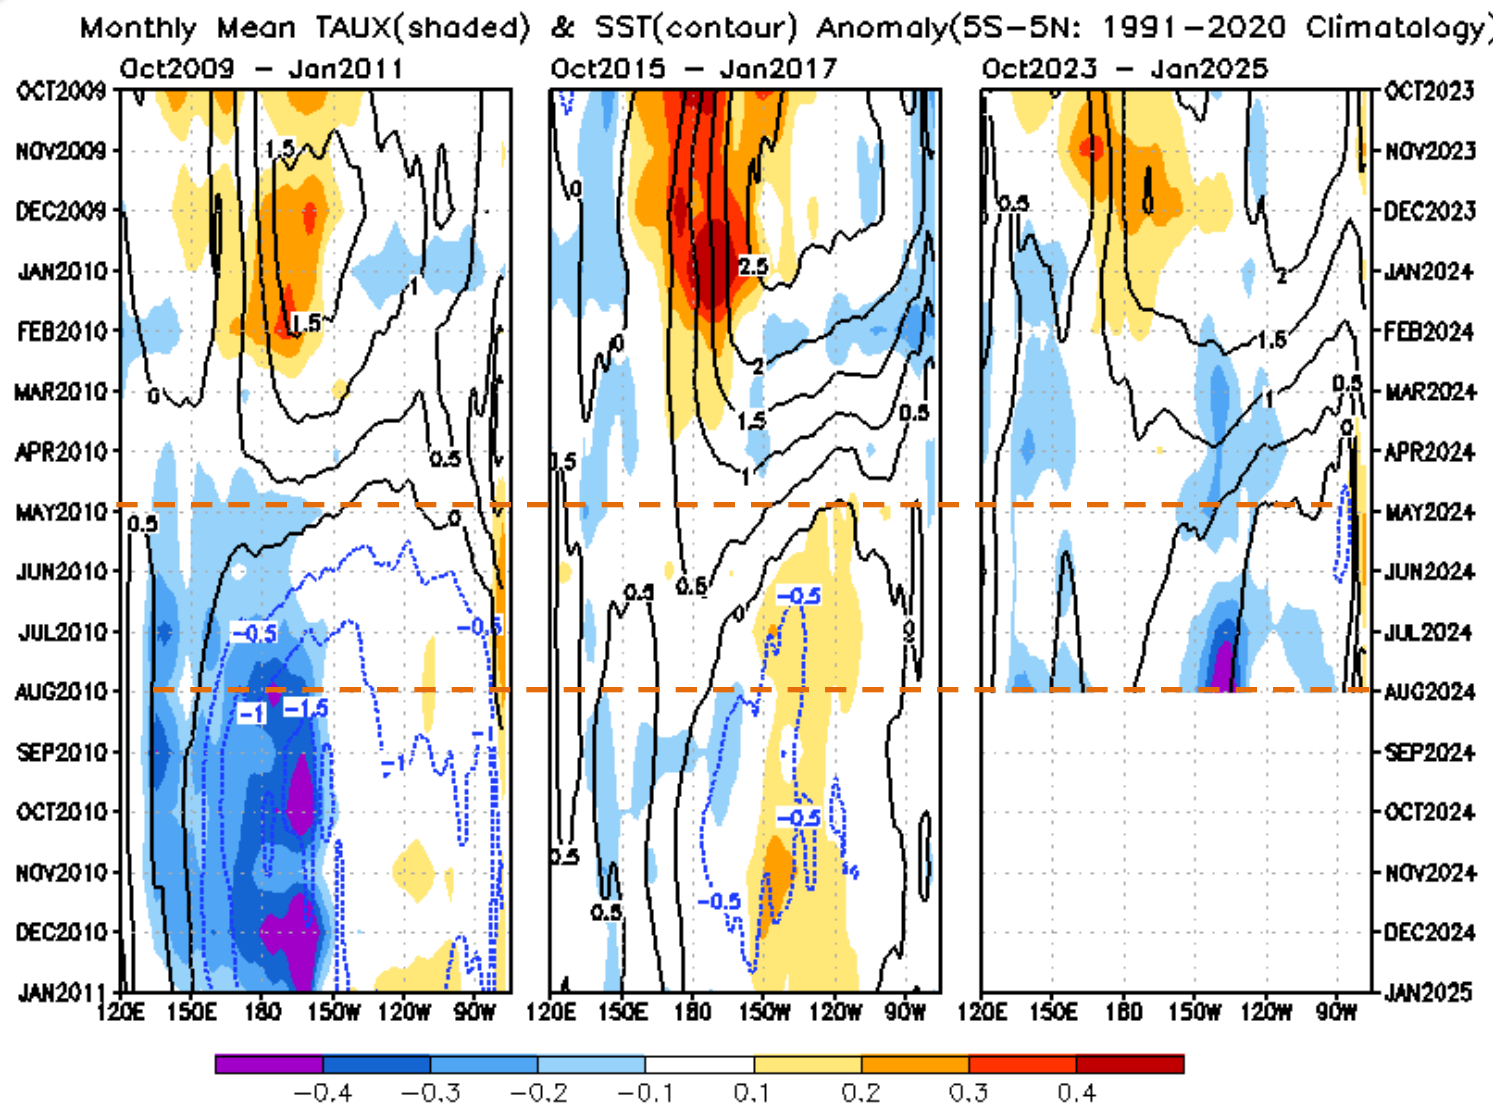 Monthly Mean TAUX(shaded) & SST(contour) Anomaly(5S-5N: 1991-2020 Climatology)
Oct2009 - Jan2011 Oct2015 - Jan2017 Oct2023 - Jan2025
OCT2009 OCT2023
NOV2009 1.5 NOV2023
DEC2009 0 0 0.5 DEC2023
JAN2010 1 2.5 2 JAN2024
FEB2010 1.5 0 1.5 FEB2024
MAR2010 0 2 1.5 0.5 1 0.5 MAR2024
APR2010 0.5 .5 1 0 APR2024
MAY2010 0.5 0 MAY2024
JUN2010 0.5 0.5 0 -0.5 JUN2024
JUL2010 -0.5 -0.5 0 JUL2024
AUG2010 -1 -1.5 AUG2024
SEP2010 -1 -1 SEP2024
OCT2010 -0.5 OCT2024
NOV2010 0.5 -0.5 NOV2024
DEC2010 0.5 DEC2024
JAN2011 JAN2025
120E 150E 180 150W 120W 90W 120E 150E 180 150W 120W 90W 120E 150E 180 150W 120W 90W
-0.4 -0.3 -0.2 -0.1 0.1 0.2 0.3 0.4